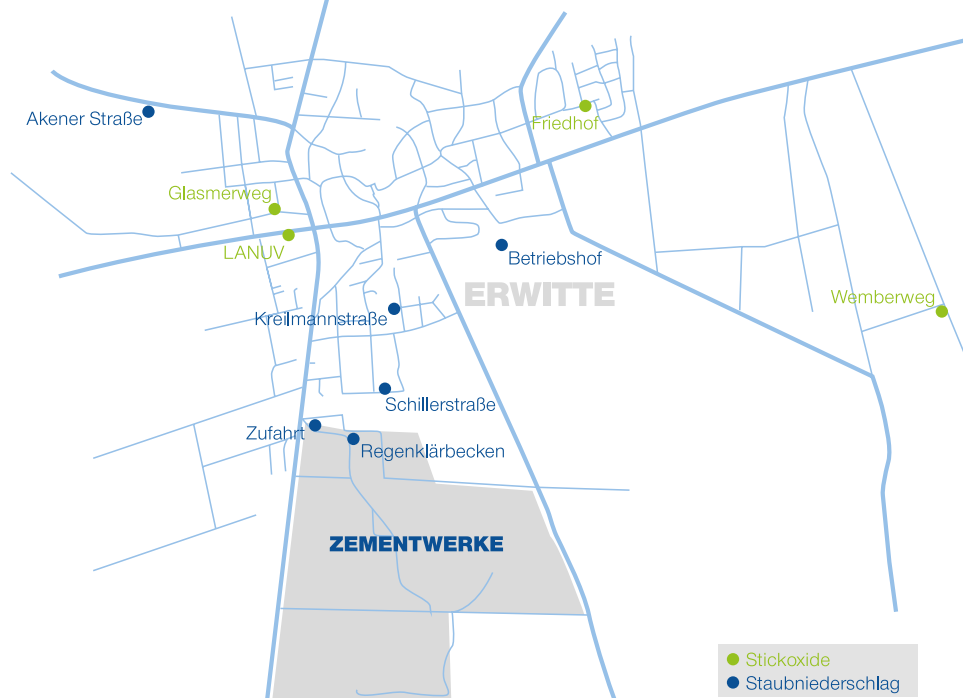 Akener Straße
Friedhof
Glasmerweg
LANUV
Betriebshof
ERWITTE
Wemberweg
Kreilmannstraße
Schillerstraße
Zufahrt
Regenklärbecken
ZEMENTWERKE
Stickoxide
Staubniederschlag